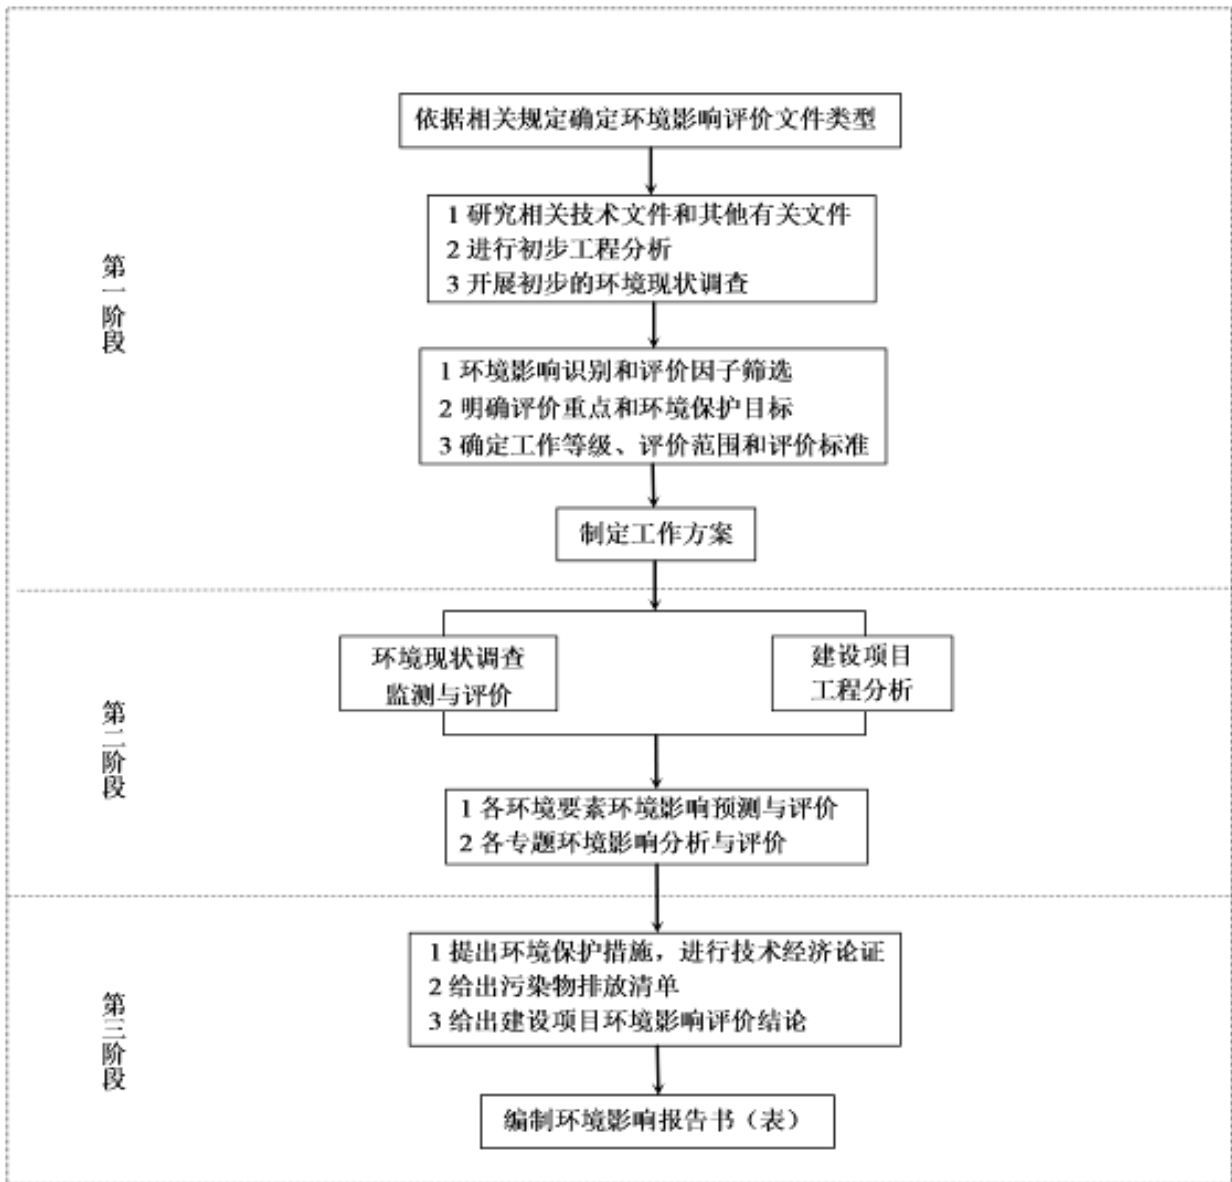 依据相关规定确定环境影响评价文件类型
1 研究相关技术文件和其他有关文件
2 进行初步工程分析
3 开展初步的环境现状调查
第一阶段
1 环境影响识别和评价因子筛选
2 明确评价重点和环境保护目标
3 确定工作等级、评价范围和评价标准
制定工作方案
环境现状调查
监测与评价
建设项目
工程分析
第二阶段
1 各环境要素环境影响预测与评价
2 各专题环境影响分析与评价
1 提出环境保护措施，进行技术经济论证
2 给出污染物排放清单
3 给出建设项目环境影响评价结论
第三阶段
编制环境影响报告书（表）